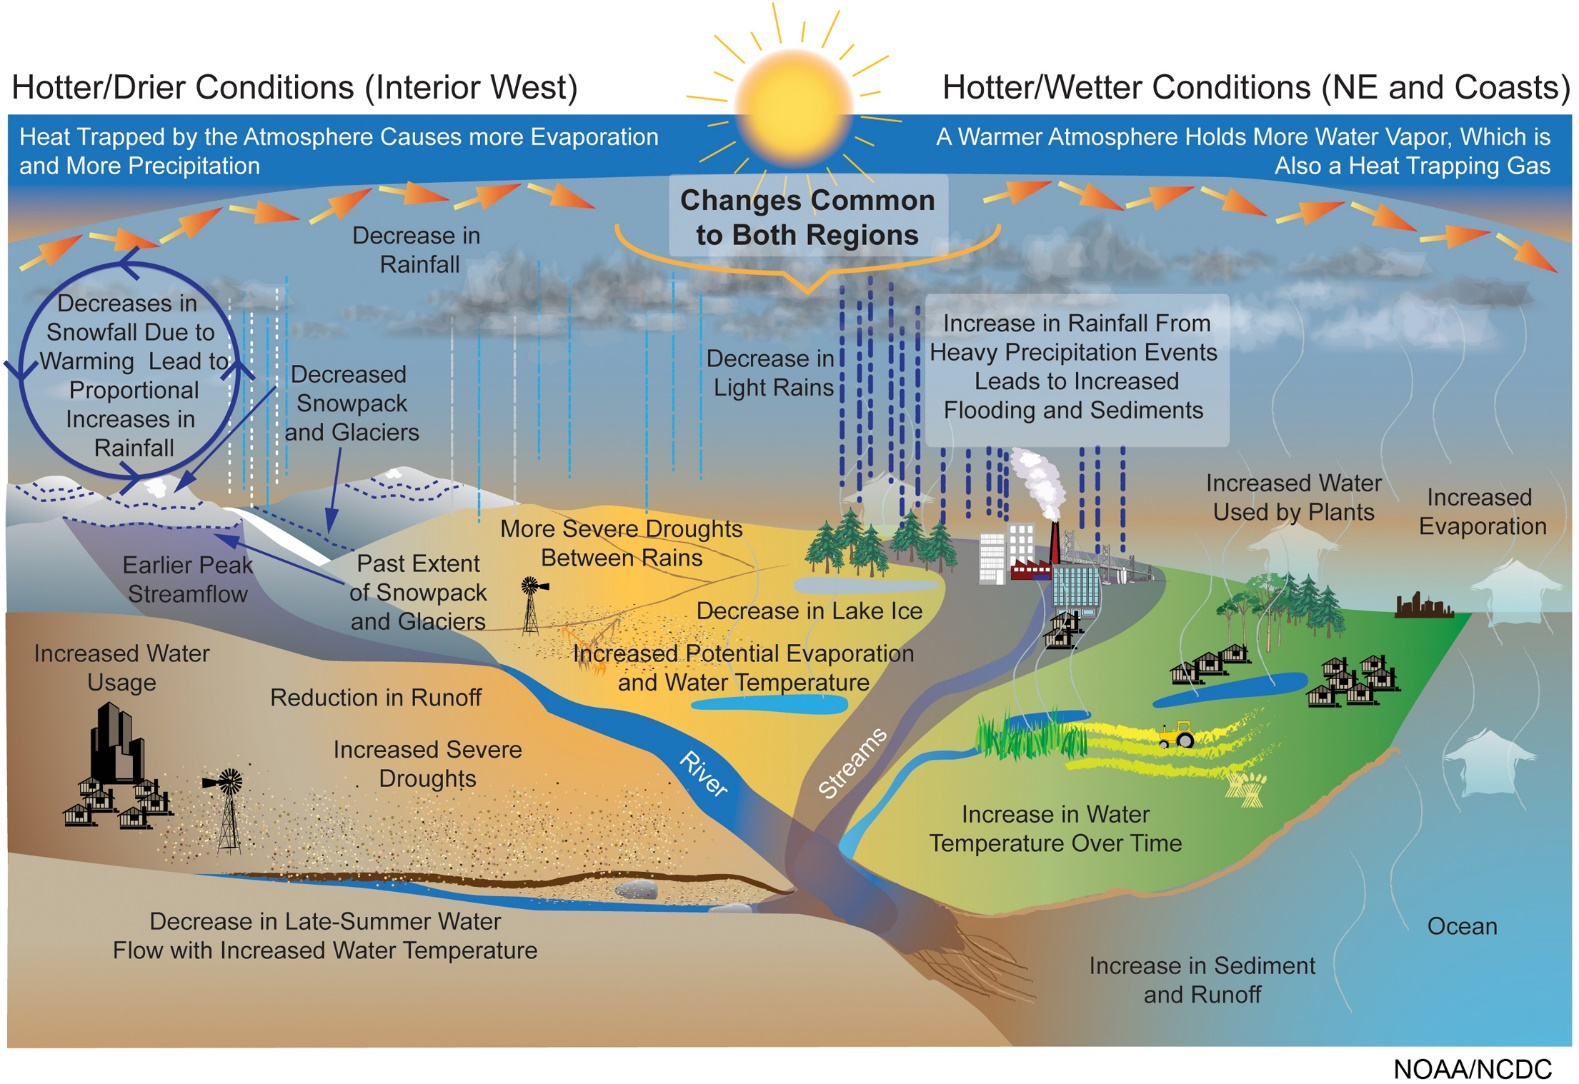 Hotter/Drier Conditions (Interior West)
Hotter/Wetter Conditions (NE and Coasts)
Heat Trapped by the Atmosphere Causes more Evaporation
and More Precipitation
A Warmer Atmosphere Holds More Water Vapor, Which is
Also a Heat Trapping Gas
Changes Common
to Both Regions
Decrease in
Rainfall
Decreases in
Snowfall Due to
Warming Lead to
Proportional
Increases in
Rainfall
Decreased
Snowpack
and Glaciers
Decrease in
Light Rains
Increase in Rainfall From
Heavy Precipitation Events
Leads to Increased
Flooding and Sediments
Increased Water
Used by Plants
Increased
Evaporation
More Severe Droughts
Between Rains
Earlier Peak
Streamflow
Past Extent
of Snowpack
and Glaciers
Decrease in Lake Ice
Increased Potential Evaporation
and Water Temperature
Increased Water
Usage
Reduction in Runoff
Increased Severe
Droughts
River
Streams
Increase in Water
Temperature Over Time
Decrease in Late-Summer Water
Flow with Increased Water Temperature
Ocean
Increase in Sediment
and Runoff
NOAA/NCDC